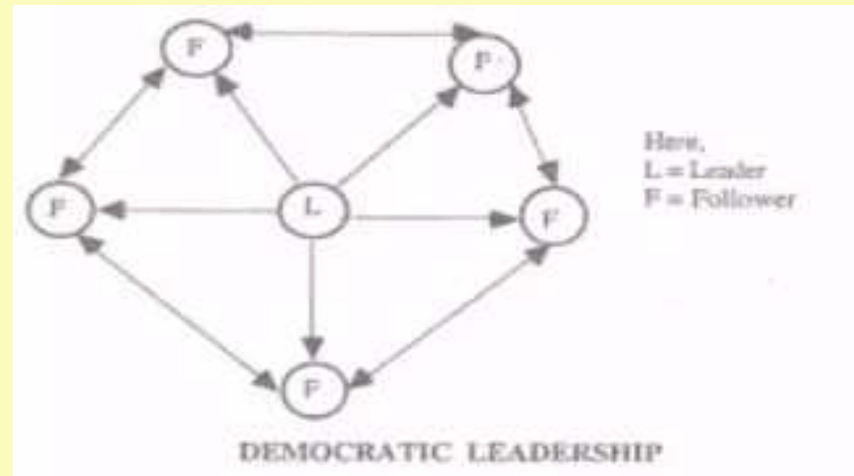 F
F
Here,
L = Leader
F = Follower
F
L
F
F
DEMOCRATIC LEADERSHIP